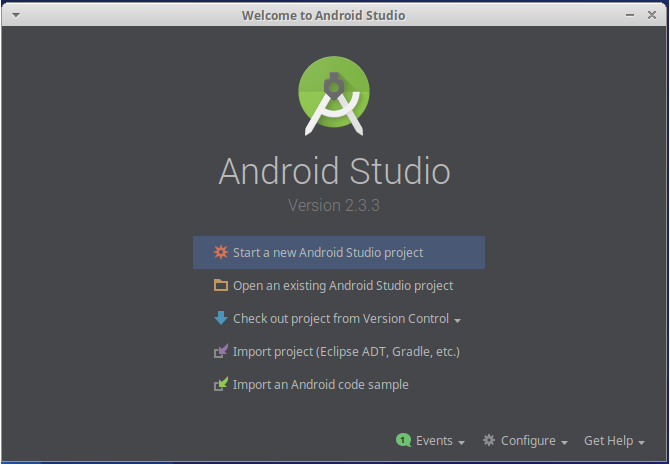 Welcome to Android Studio
Android Studio
Version 2.3.3
Start a new Android Studio project
Open an existing Android Studio project
Check out project from Version Control
Import project (Eclipse ADT, Gradle, etc.)
Import an Android code sample
1 Events Configure Get Help